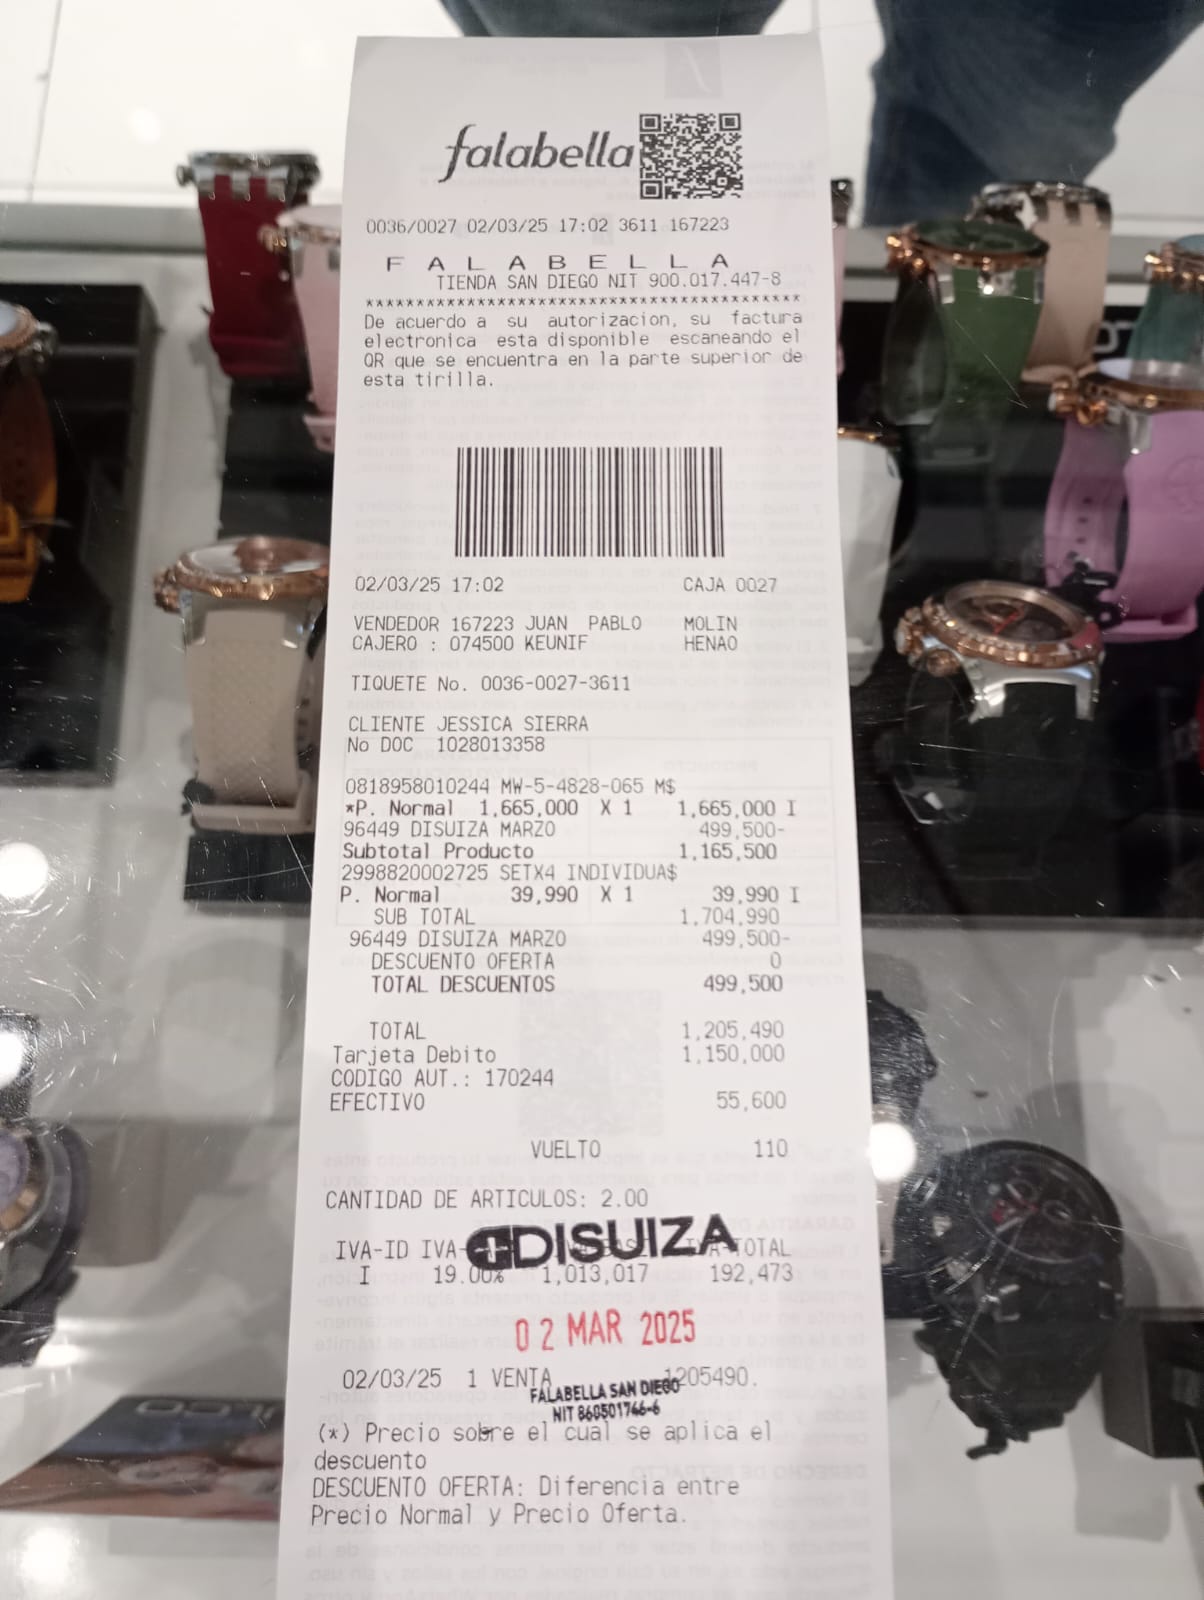 falabella
0036/0027 02/03/25 17:02 3611 167223
F A L A B E L L A
TIENDA SAN DIEGO NIT 900.017.447-8
******************************************
De acuerdo a su autorizacion, su factura
electronica esta disponible escaneando el
QR que se encuentra en la parte superior de
esta tirilla.
02/03/25 17:02 CAJA 0027
VENDEDOR 167223 JUAN PABLO MOLIN
CAJERO : 074500 KEUNIF HENAO
TIQUETE No. 0036-0027-3611
CLIENTE JESSICA SIERRA
No DOC 1028013358
0818958010244 MW-5-4828-065 M$
*P. Normal 1,665,000 X 1 1,665,000 I
96449 DISUIZA MARZO 499,500-
Subtotal Producto 1,165,500
2998820002725 SETX4 INDIVIDUA$
P. Normal 39,990 X 1 39,990 I
SUB TOTAL 1,704,990
96449 DISUIZA MARZO 499,500-
DESCUENTO OFERTA 0
TOTAL DESCUENTOS 499,500
TOTAL 1,205,490
Tarjeta Debito 1,150,000
CODIGO AUT.: 170244
EFECTIVO 55,600
VUELTO 110
CANTIDAD DE ARTICULOS: 2.00
DISUIZA
IVA-ID IVA- IVA-TOTAL
I 19.00% 1,013,017 192,473
02 MAR 2025
02/03/25 1 VENTA 1205490.
FALABELLA SAN DIEGO
NIT 860501766-6
(*) Precio sobre el cual se aplica el
descuento
DESCUENTO OFERTA: Diferencia entre
Precio Normal y Precio Oferta.